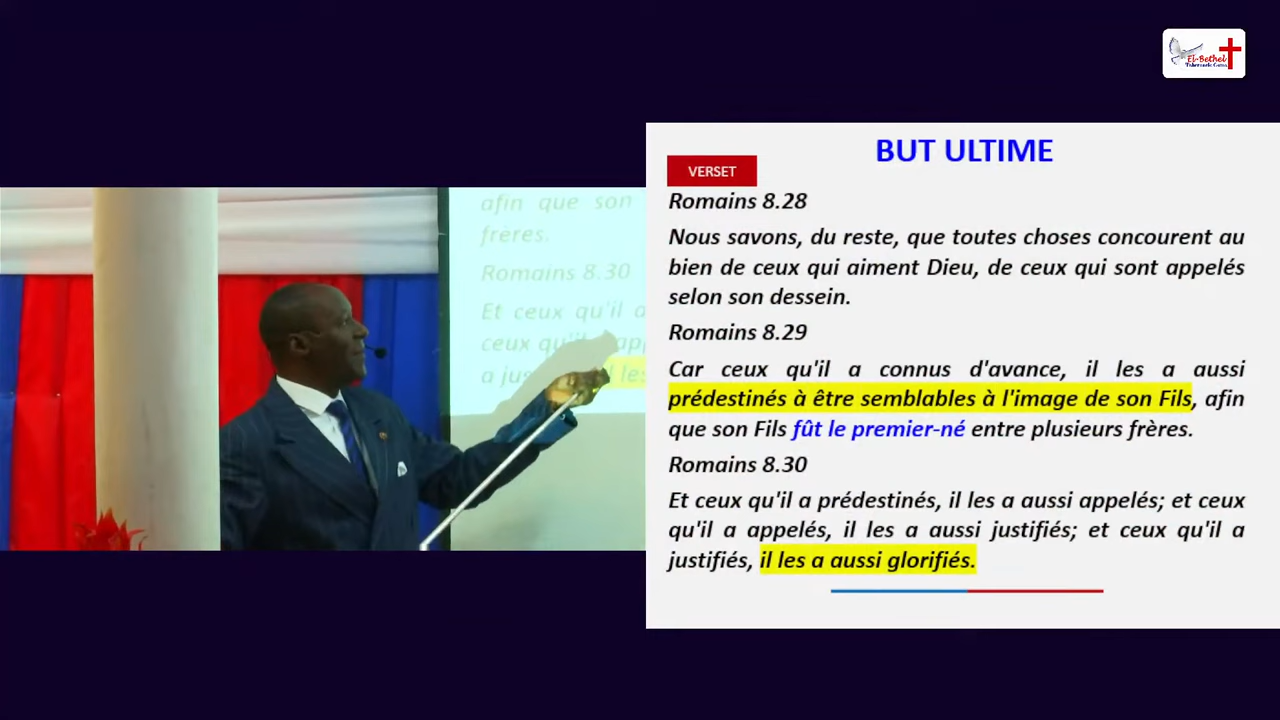 El-Bethel
BUT ULTIME
VERSET
Romains 8.28
Nous savons, du reste, que toutes choses concourent au
bien de ceux qui aiment Dieu, de ceux qui sont appelés
selon son dessein.
Romains 8.29
Car ceux qu'il a connus d'avance, il les a aussi
prédestinés à être semblables à l'image de son Fils, afin
que son Fils fût le premier-né entre plusieurs frères.
Romains 8.30
Et ceux qu'il a prédestinés, il les a aussi appelés; et ceux
qu'il a appelés, il les a aussi justifiés; et ceux qu'il a
justifiés, il les a aussi glorifiés.
afin que son
frères.
Romains 8.30
Et ceux qu'il a
ceux qu'il
a jus
les